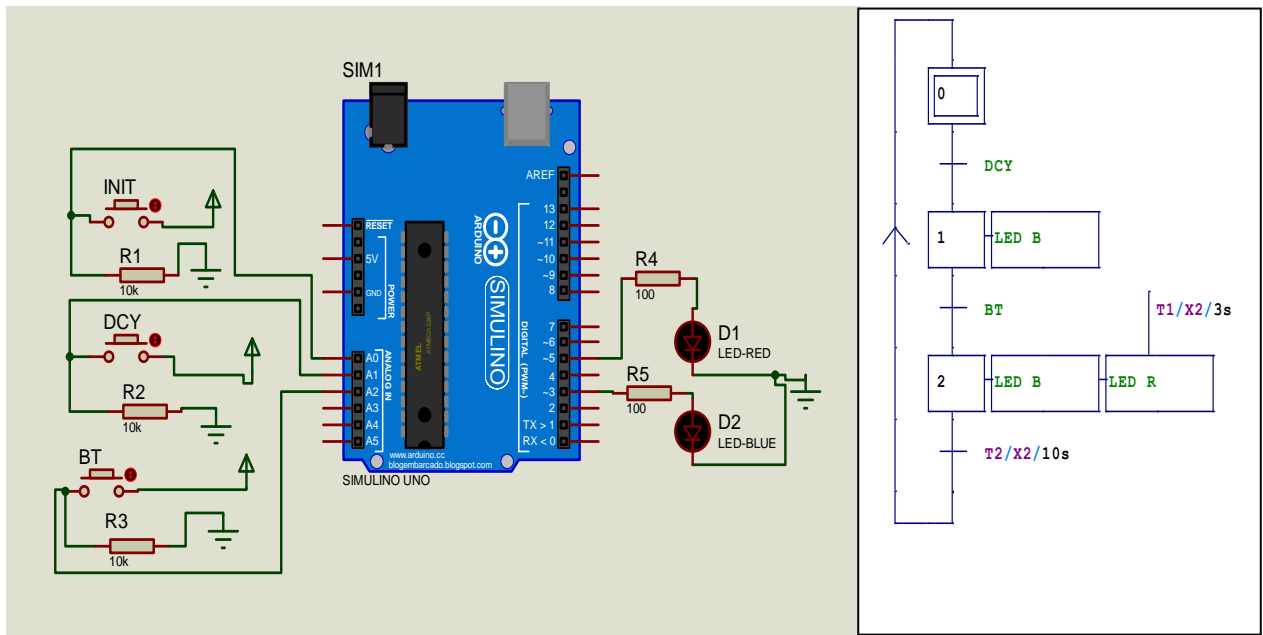 SIM1
INIT
R1
10k
DCY
R2
10k
BT
R3
10k
RESET
5V
GND
POWER
A0
A1
A2
A3
A4
A5
ANALOG IN
ATMEL
ATMEGA328P
ARDUINO
SIMULINO
AREF
13
12
~11
~10
~9
8
7
~6
~5
4
~3
2
TX > 1
RX < 0
DIGITAL (PWM~)
www.arduino.cc
blogembarcado.blogspot.com
SIMULINO UNO
R4
100
D1
LED-RED
R5
100
D2
LED-BLUE
0
DCY
1 LED B
BT
T1/X2/3s
2 LED B LED R
T2/X2/10s